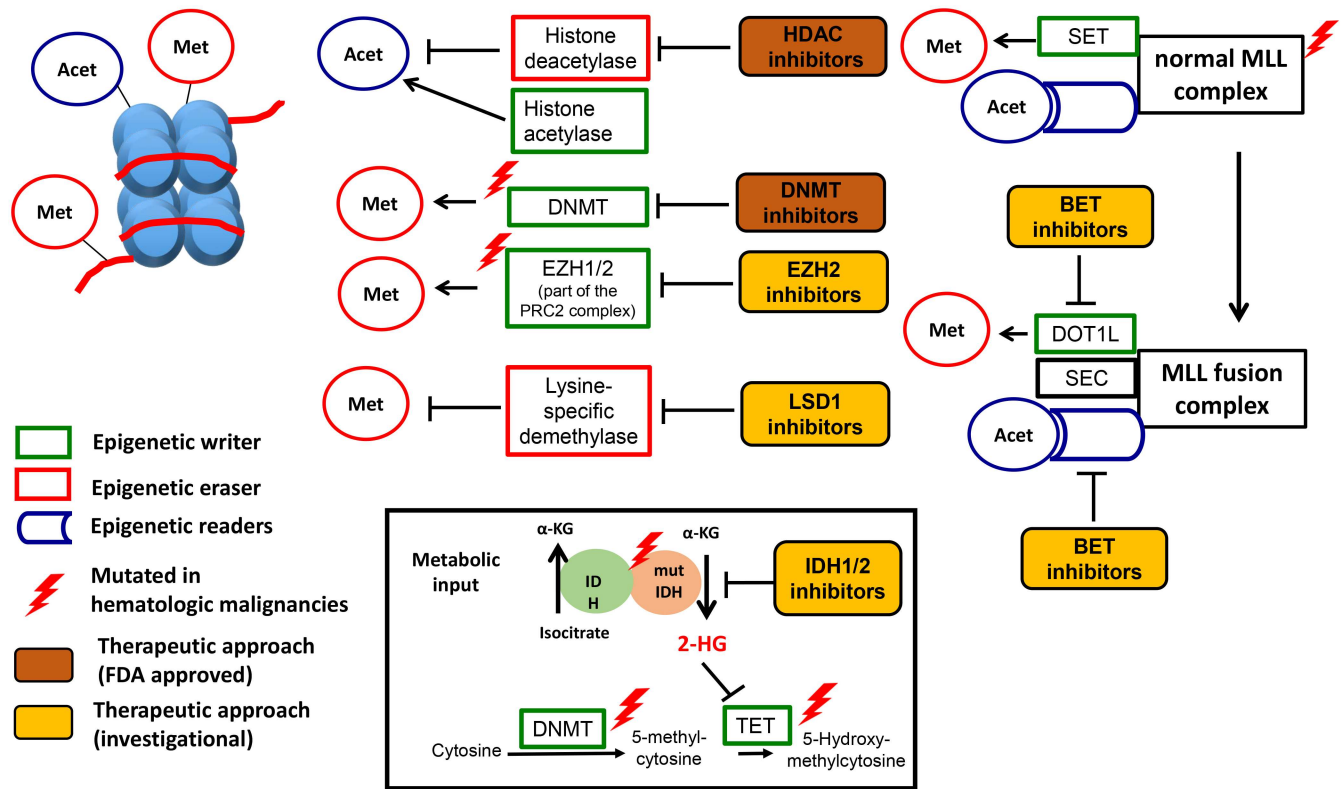 Acet
Met
Met
Acet
Histone
deacetylase
HDAC
inhibitors
Histone
acetylase
Met
DNMT
DNMT
inhibitors
Met
EZH1/2
(part of the
PRC2 complex)
EZH2
inhibitors
Met
Lysine-
specific
demethylase
LSD1
inhibitors
Met
SET
normal MLL
complex
Acet
BET
inhibitors
Met
DOT1L
SEC
MLL fusion
complex
Acet
BET
inhibitors
Epigenetic writer
Epigenetic eraser
Epigenetic readers
Mutated in
hematologic malignancies
Therapeutic approach
(FDA approved)
Therapeutic approach
(investigational)
Metabolic
input
α-KG
ID
H
Isocitrate
mut
IDH
α-KG
2-HG
IDH1/2
inhibitors
Cytosine
DNMT
5-methyl-
cytosine
TET
5-Hydroxy-
methylcytosine